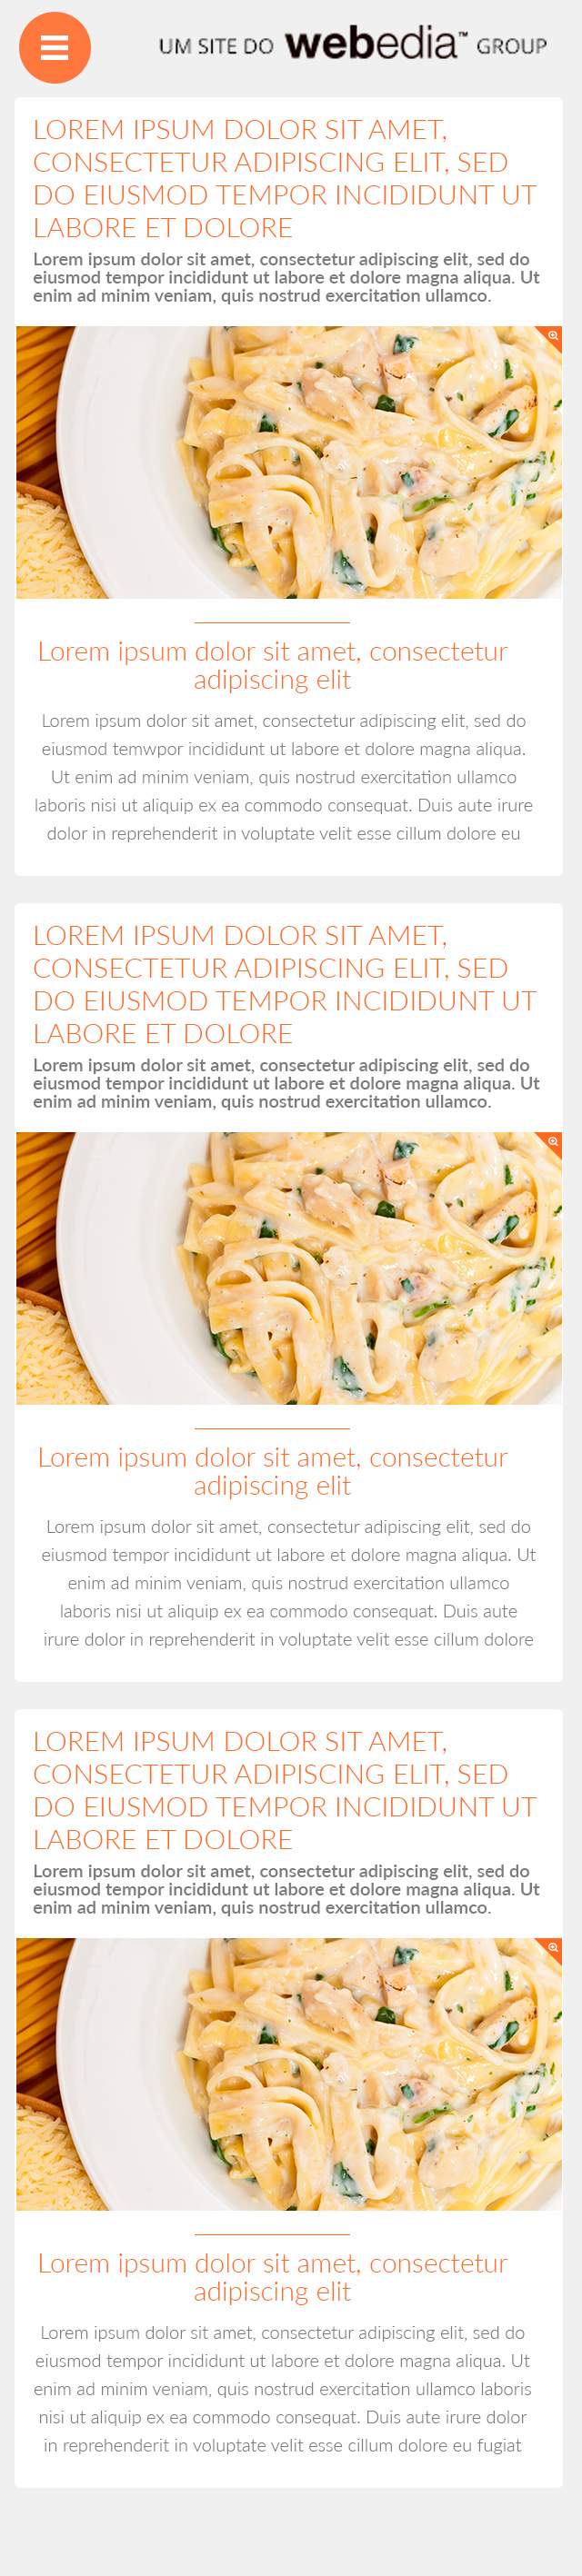 UM SITE DO webedia™ GROUP
LOREM IPSUM DOLOR SIT AMET,
CONSECTETUR ADIPISCING ELIT, SED
DO EIUSMOD TEMPOR INCIDIDUNT UT
LABORE ET DOLORE
Lorem ipsum dolor sit amet, consectetur adipiscing elit, sed do
eiusmod tempor incididunt ut labore et dolore magna aliqua. Ut
enim ad minim veniam, quis nostrud exercitation ullamco.
Lorem ipsum dolor sit amet, consectetur
adipiscing elit
Lorem ipsum dolor sit amet, consectetur adipiscing elit, sed do
eiusmod temwpor incididunt ut labore et dolore magna aliqua.
Ut enim ad minim veniam, quis nostrud exercitation ullamco
laboris nisi ut aliquip ex ea commodo consequat. Duis aute irure
dolor in reprehenderit in voluptate velit esse cillum dolore eu
LOREM IPSUM DOLOR SIT AMET,
CONSECTETUR ADIPISCING ELIT, SED
DO EIUSMOD TEMPOR INCIDIDUNT UT
LABORE ET DOLORE
Lorem ipsum dolor sit amet, consectetur adipiscing elit, sed do
eiusmod tempor incididunt ut labore et dolore magna aliqua. Ut
enim ad minim veniam, quis nostrud exercitation ullamco.
Lorem ipsum dolor sit amet, consectetur
adipiscing elit
Lorem ipsum dolor sit amet, consectetur adipiscing elit, sed do
eiusmod tempor incididunt ut labore et dolore magna aliqua. Ut
enim ad minim veniam, quis nostrud exercitation ullamco
laboris nisi ut aliquip ex ea commodo consequat. Duis aute
irure dolor in reprehenderit in voluptate velit esse cillum dolore
LOREM IPSUM DOLOR SIT AMET,
CONSECTETUR ADIPISCING ELIT, SED
DO EIUSMOD TEMPOR INCIDIDUNT UT
LABORE ET DOLORE
Lorem ipsum dolor sit amet, consectetur adipiscing elit, sed do
eiusmod tempor incididunt ut labore et dolore magna aliqua. Ut
enim ad minim veniam, quis nostrud exercitation ullamco.
Lorem ipsum dolor sit amet, consectetur
adipiscing elit
Lorem ipsum dolor sit amet, consectetur adipiscing elit, sed do
eiusmod tempor incididunt ut labore et dolore magna aliqua. Ut
enim ad minim veniam, quis nostrud exercitation ullamco laboris
nisi ut aliquip ex ea commodo consequat. Duis aute irure dolor
in reprehenderit in voluptate velit esse cillum dolore eu fugiat